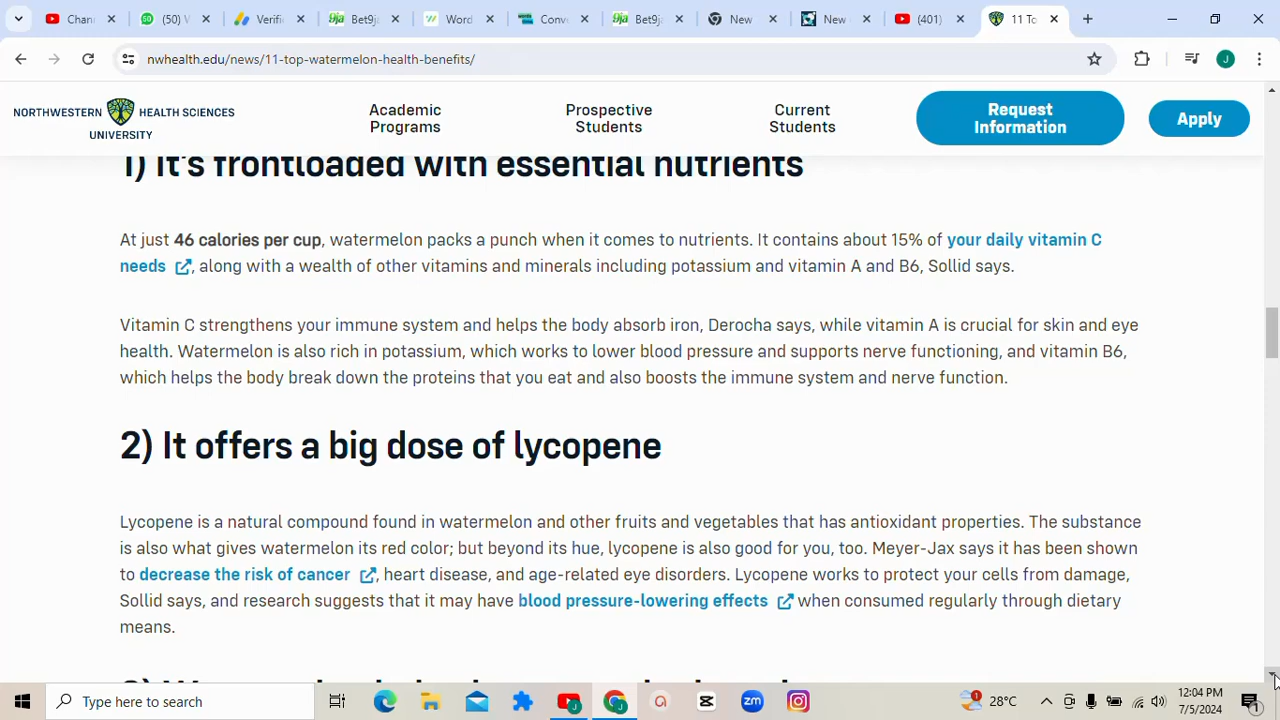 Chan
(50) V
Verifi
Bet9j
Word
Conv
Bet9j
New
New
(401)
11 To
nwhealth.edu/news/11-top-watermelon-health-benefits/
J
NORTHWESTERN HEALTH SCIENCES
UNIVERSITY
Academic
Programs
Prospective
Students
Current
Students
Request
Information
Apply
1) It's frontloaded with essential nutrients
At just 46 calories per cup, watermelon packs a punch when it comes to nutrients. It contains about 15% of your daily vitamin C
needs, along with a wealth of other vitamins and minerals including potassium and vitamin A and B6, Sollid says.
Vitamin C strengthens your immune system and helps the body absorb iron, Derocha says, while vitamin A is crucial for skin and eye
health. Watermelon is also rich in potassium, which works to lower blood pressure and supports nerve functioning, and vitamin B6,
which helps the body break down the proteins that you eat and also boosts the immune system and nerve function.
2) It offers a big dose of lycopene
Lycopene is a natural compound found in watermelon and other fruits and vegetables that has antioxidant properties. The substance
is also what gives watermelon its red color; but beyond its hue, lycopene is also good for you, too. Meyer-Jax says it has been shown
to decrease the risk of cancer, heart disease, and age-related eye disorders. Lycopene works to protect your cells from damage,
Sollid says, and research suggests that it may have blood pressure-lowering effects when consumed regularly through dietary
means.
Type here to search
28°C
12:04 PM
7/5/2024